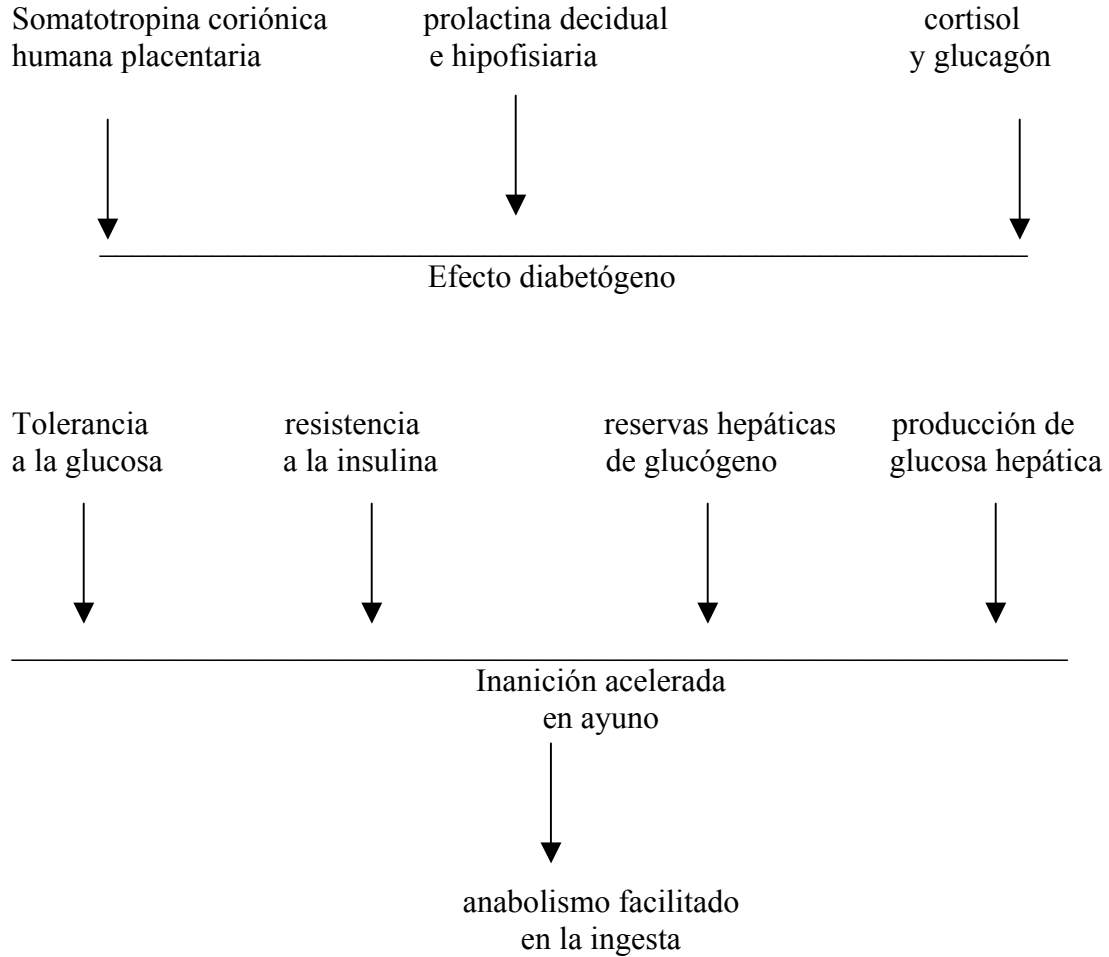 Somatotropina coriónica prolactina decidual cortisol
humana placentaria e hipofisiaria y glucagón
Efecto diabetógeno
Tolerancia resistencia reservas hepáticas producción de
a la glucosa a la insulina de glucógeno glucosa hepática
Inanición acelerada
en ayuno
anabolismo facilitado
en la ingesta